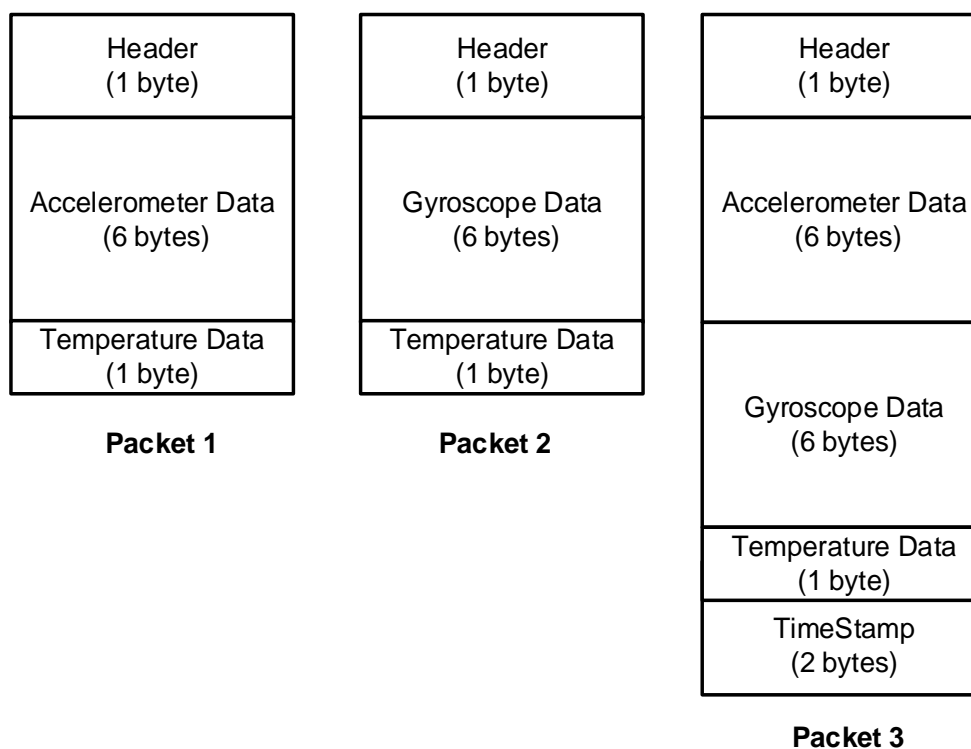 Header
(1 byte)
Accelerometer Data
(6 bytes)
Temperature Data
(1 byte)
Packet 1
Header
(1 byte)
Gyroscope Data
(6 bytes)
Temperature Data
(1 byte)
Packet 2
Header
(1 byte)
Accelerometer Data
(6 bytes)
Gyroscope Data
(6 bytes)
Temperature Data
(1 byte)
TimeStamp
(2 bytes)
Packet 3